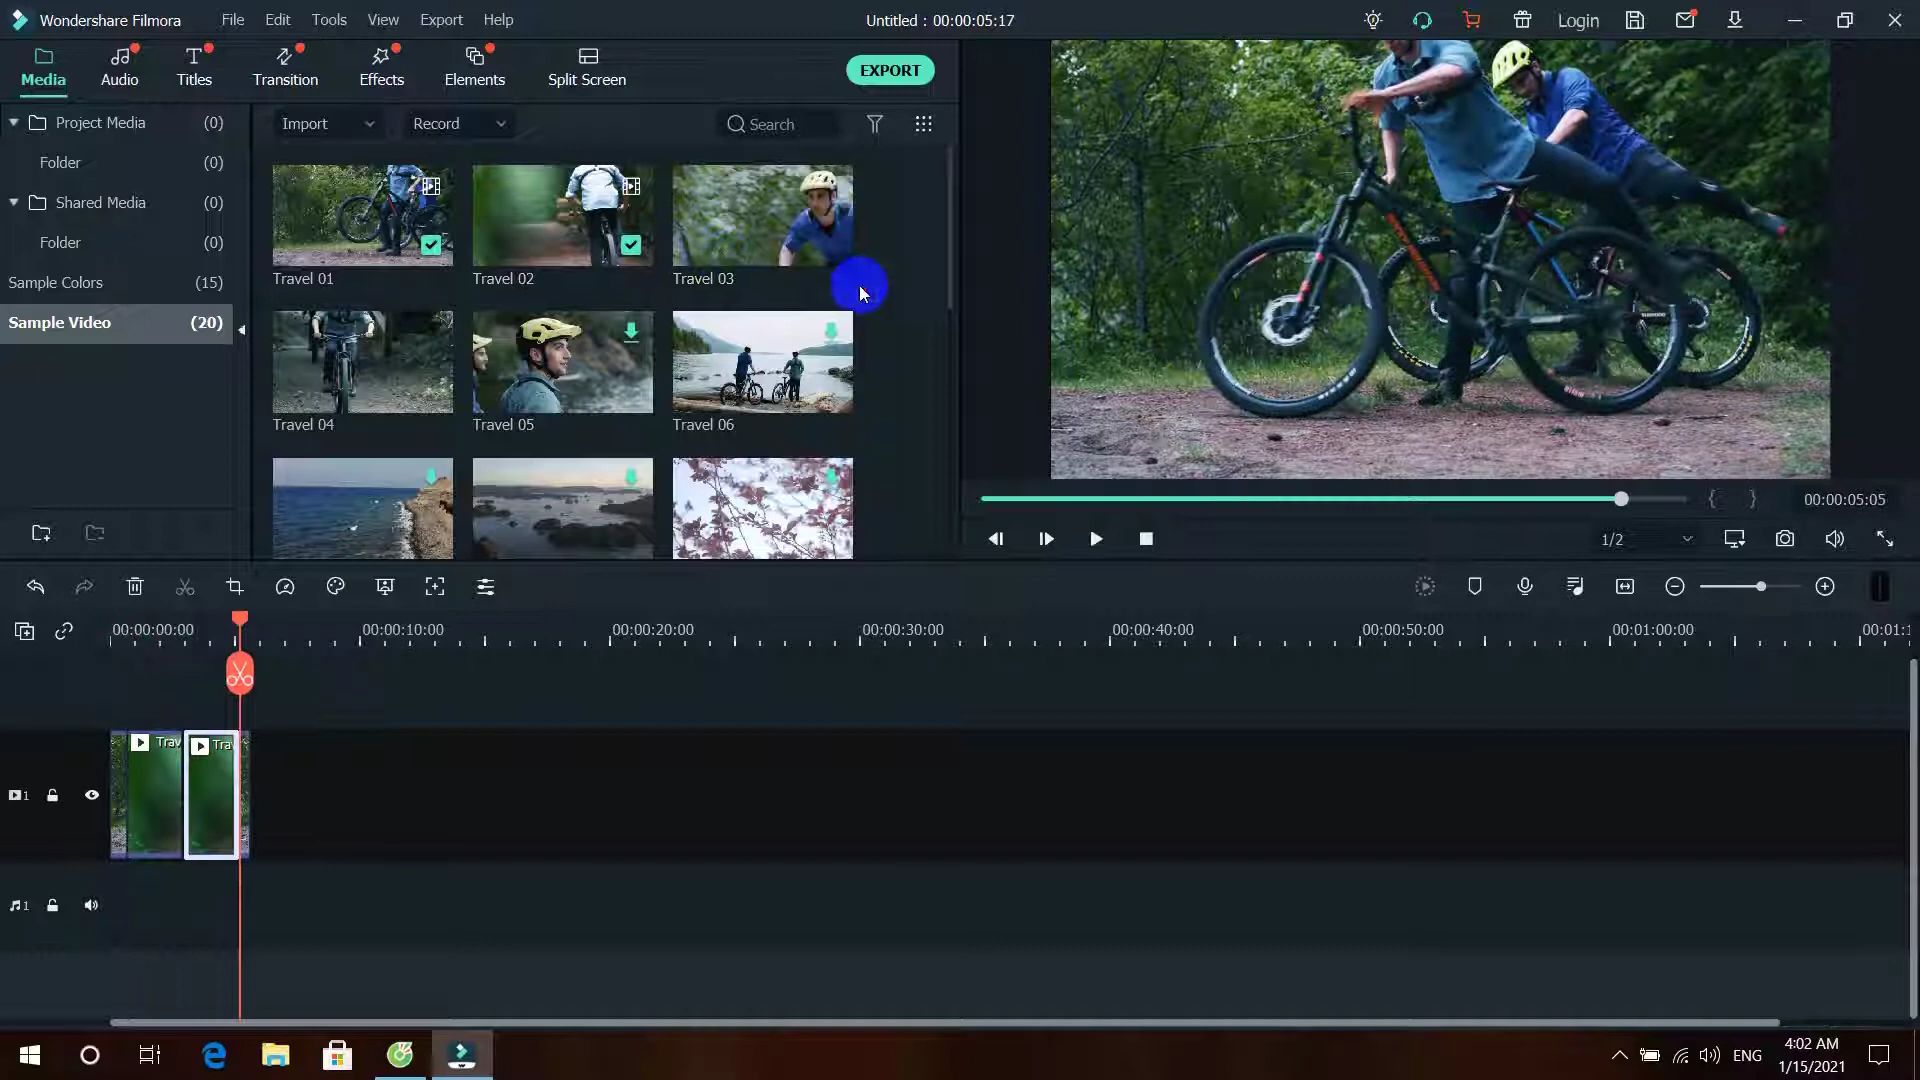 Wondershare Filmora File Edit Tools View Export Help Untitled : 00:00:05:17 Login
Media Audio Titles Transition Effects Elements Split Screen EXPORT
Project Media (0)
Folder (0)
Shared Media (0)
Folder (0)
Sample Colors (15)
Sample Video (20)
Import Record Search
Travel 01 Travel 02 Travel 03
Travel 04 Travel 05 Travel 06
00:00:05:05
1/2
00:00:00:00 00:00:10:00 00:00:20:00 00:00:30:00 00:00:40:00 00:00:50:00 00:01:00:00 00:01:1
Trav Tra
1
1
ENG
4:02 AM
1/15/2021